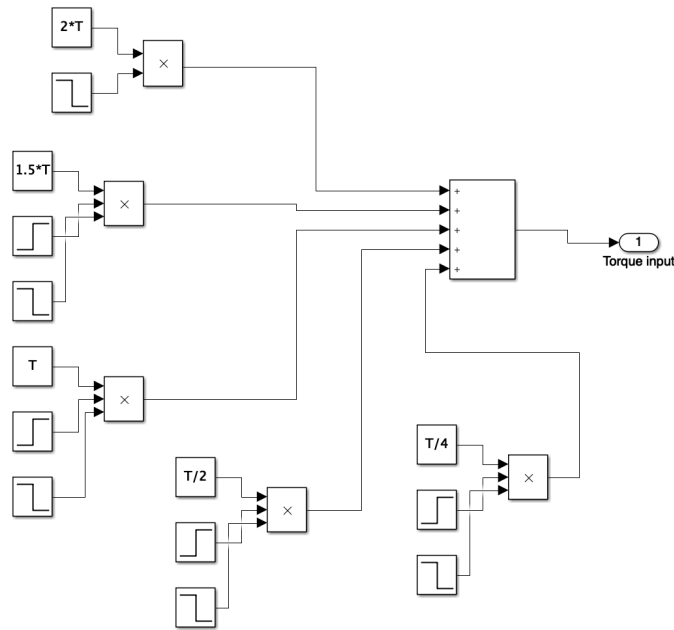 2*T
×
1.5*T
×
+
+
+
+
+
1
Torque input
T
×
T/4
×
T/2
×